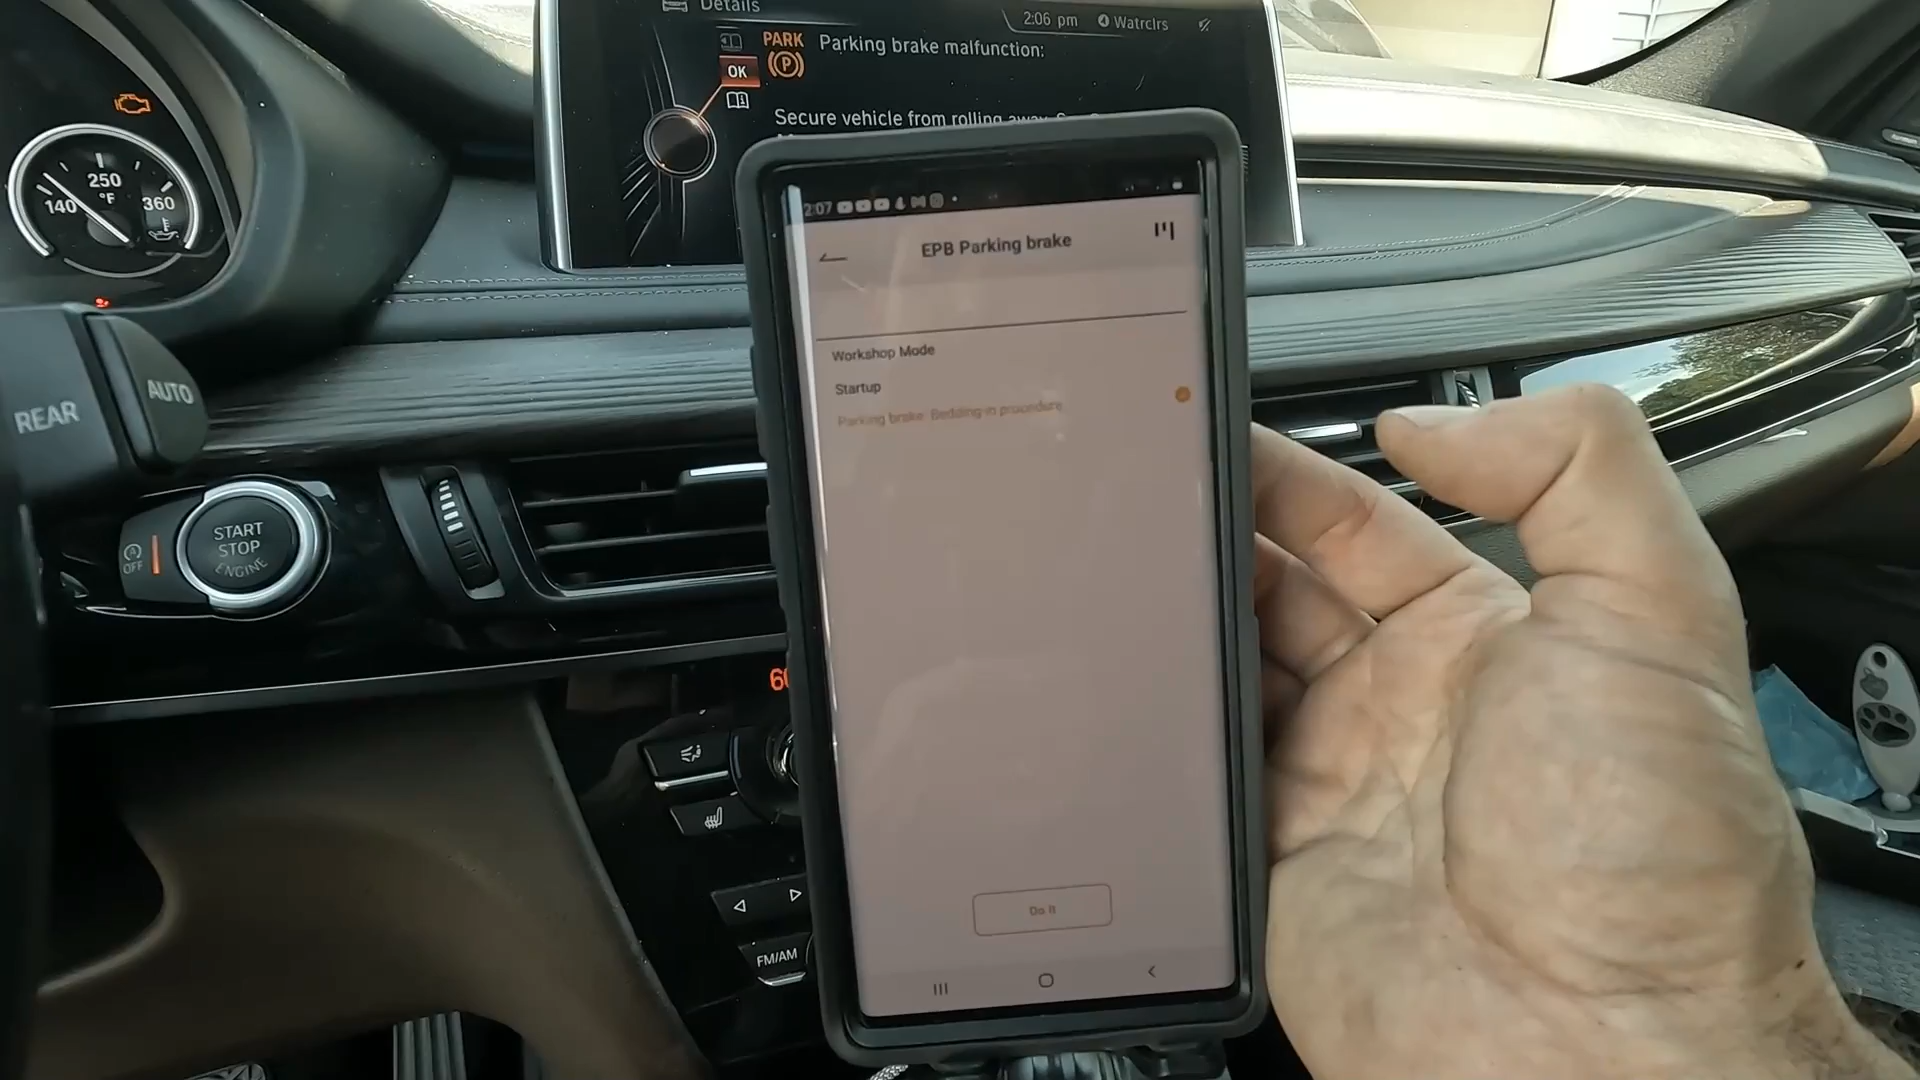 Details
2:06 pm Watrclrs
PARK
P
OK
Parking brake malfunction:
Secure vehicle from rolling away.
250
°F
140
360
2:07
EPB Parking brake
Workshop Mode
Startup
Parking brake: Bedding-in procedure
Do it
REAR
AUTO
START
STOP
ENGINE
A
OFF
FM/AM